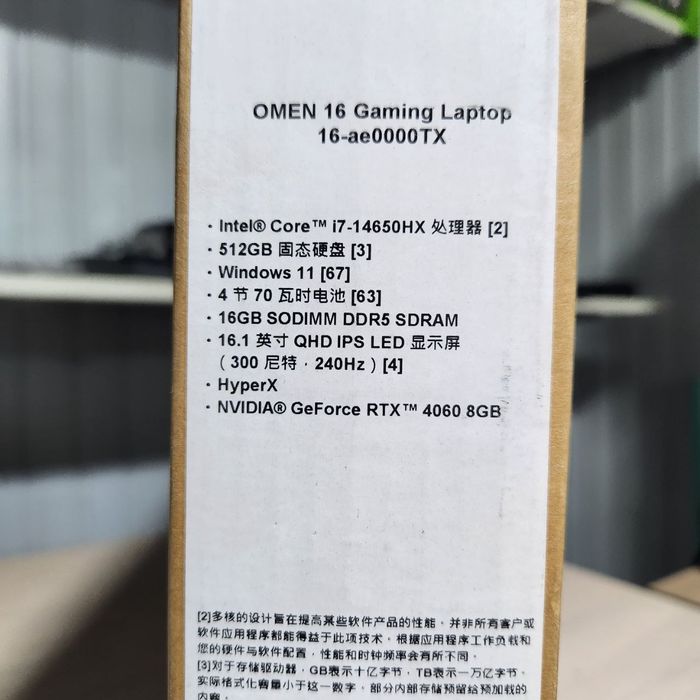 OMEN 16 Gaming Laptop
16-ae0000TX
· Intel® Core™ i7-14650HX 处理器 [2]
· 512GB 固态硬盘 [3]
· Windows 11 [67]
· 4 节 70 瓦时电池 [63]
· 16GB SODIMM DDR5 SDRAM
· 16.1 英寸 QHD IPS LED 显示屏
（300 尼特，240Hz）[4]
· HyperX
· NVIDIA® GeForce RTX™ 4060 8GB
[2]多核的设计旨在提高某些软件产品的性能。并非所有客户或
软件应用程序都能得益于此项技术。根据应用程序工作负载和
您的硬件与软件配置，性能和时钟频率会有所不同。
[3]对于存储驱动器，GB表示十亿字节。TB表示一万亿字节。
实际格式化容量小于这一数字。部分内部存储预留给预加载的
内容。